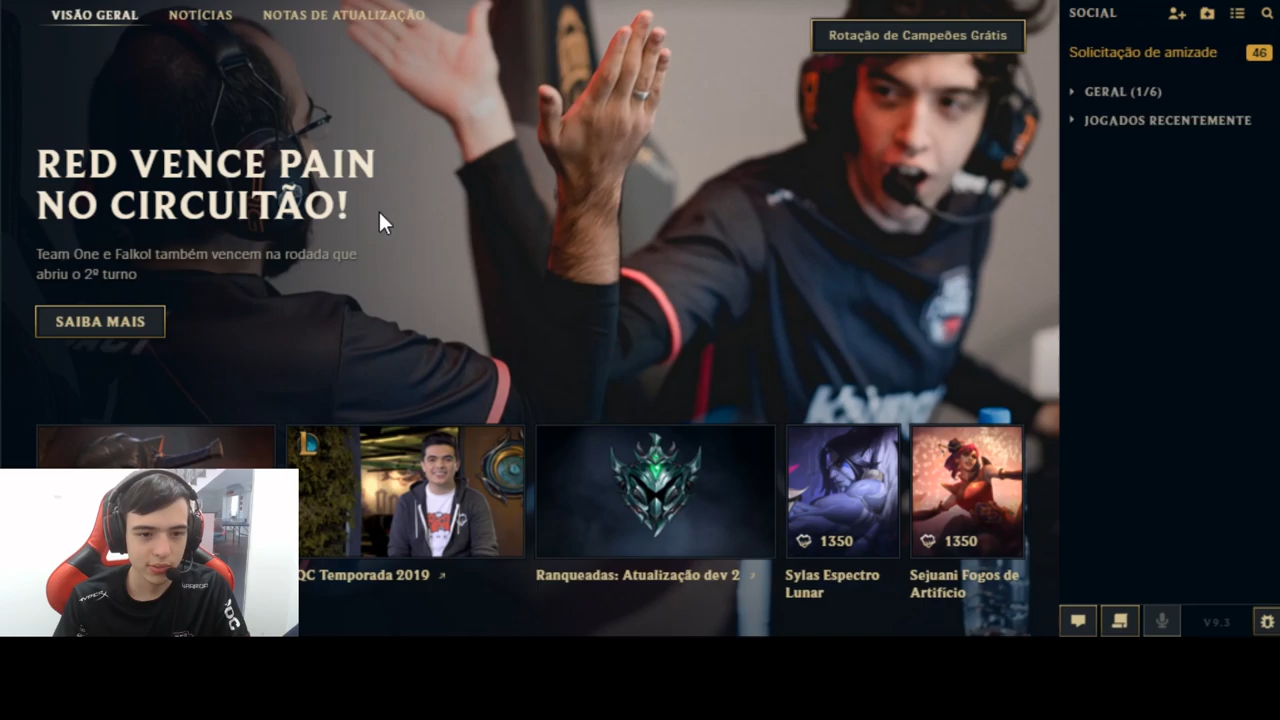 VISÃO GERAL
NOTÍCIAS
NOTAS DE ATUALIZAÇÃO
Rotação de Campeões Grátis
SOCIAL
Solicitação de amizade 46
GERAL (1/6)
JOGADOS RECENTEMENTE
RED VENCE PAIN
NO CIRCUITÃO!
Team One e Falkol também vencem na rodada que
abriu o 2º turno
SAIBA MAIS
1350
1350
QC Temporada 2019
Ranqueadas: Atualização dev 2
Sylas Espectro
Lunar
Sejuani Fogos de
Artifício
V9.3